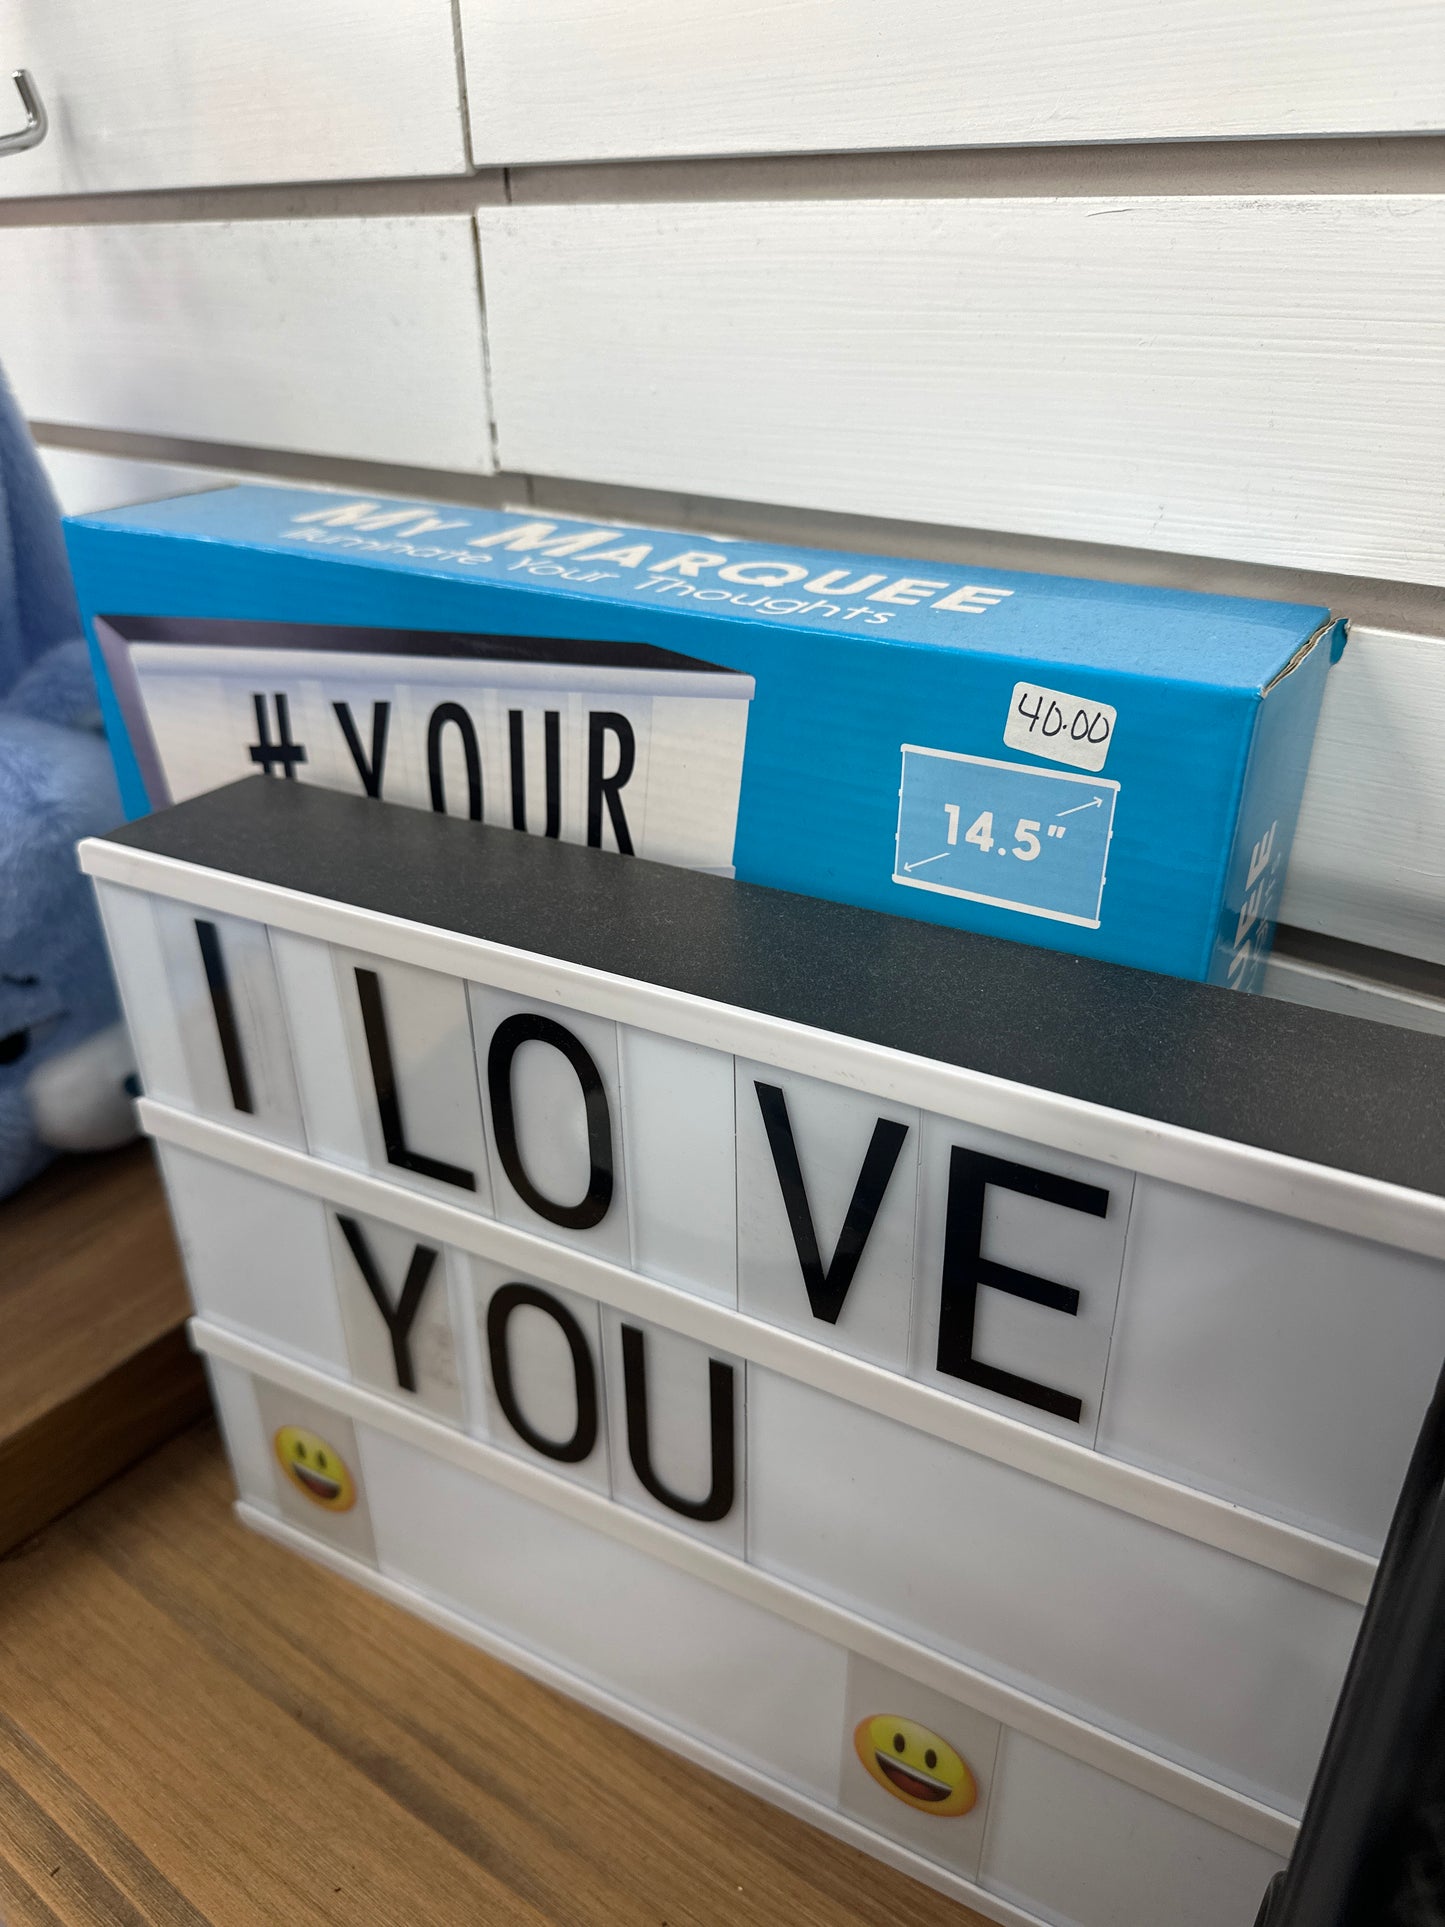 MY MARQUEE
Illuminate Your Thoughts
# YOUR
40.00
14.5"
I LO VE
YOU